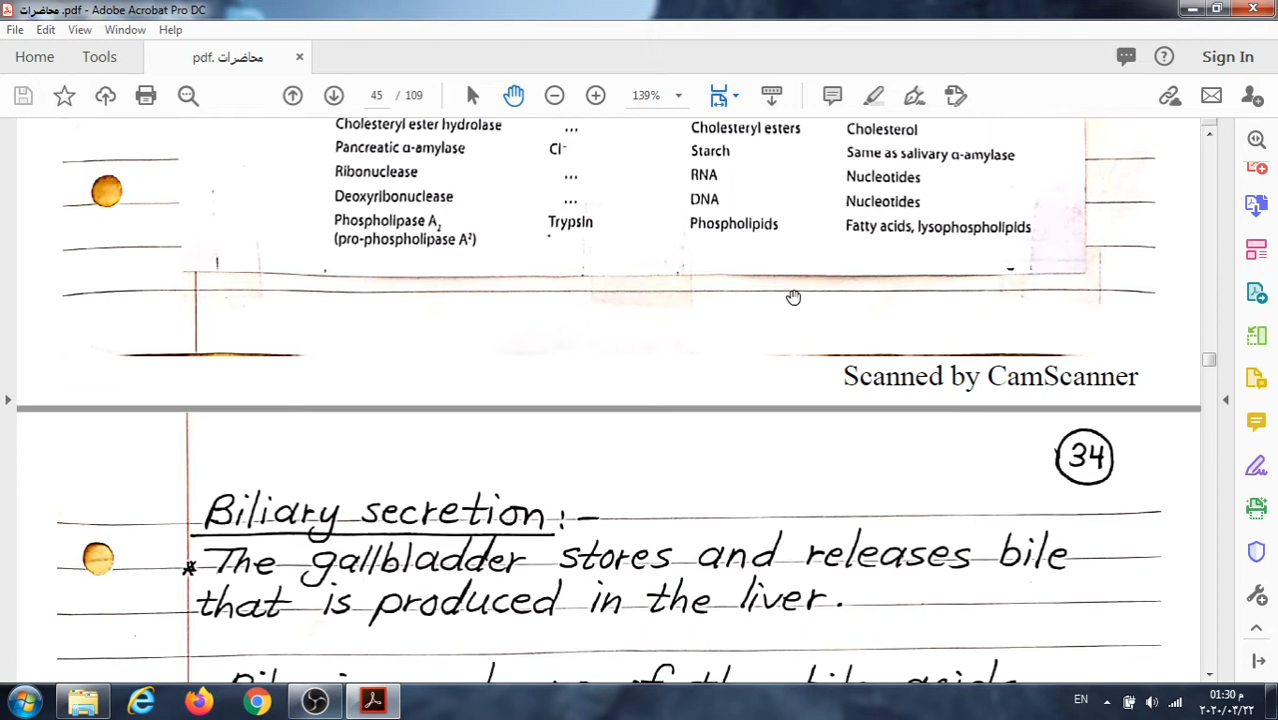 محاضرات .pdf - Adobe Acrobat Pro DC
File Edit View Window Help
Home Tools محاضرات .pdf × Sign In
45 / 109 139%
Cholesteryl ester hydrolase ... Cholesteryl esters Cholesterol
Pancreatic α-amylase Cl⁻ Starch Same as salivary α-amylase
Ribonuclease ... RNA Nucleotides
Deoxyribonuclease ... DNA Nucleotides
Phospholipase A₂ Trypsin Phospholipids Fatty acids, lysophospholipids
(pro-phospholipase A²)
Scanned by CamScanner
34
Biliary secretion:-
* The gallbladder stores and releases bile
that is produced in the liver.
EN 01:30 م
٢٠٢٠/٠٣/٢٢